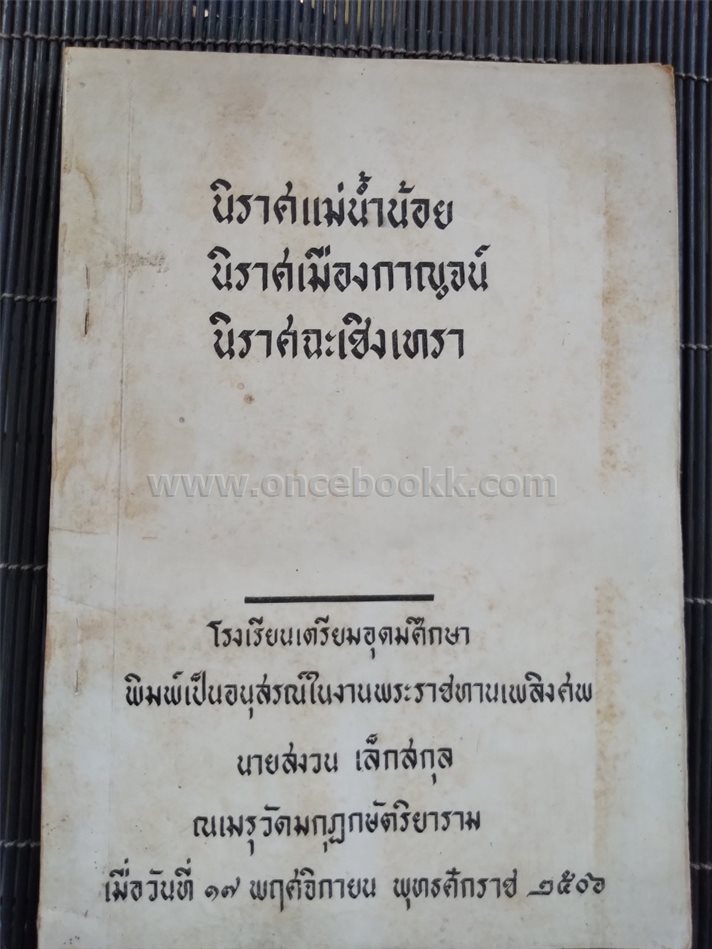 นิราศแม่น้ำน้อย
นิราศเมืองกาญจน์
นิราศฉะเชิงเทรา
www.oncebookk.com
โรงเรียนเตรียมอุดมศึกษา
พิมพ์เป็นอนุสรณ์ในงานพระราชทานเพลิงศพ
นายสงวน เล็กสกุล
ณเมรุวัดมกุฏกษัตริยาราม
เมื่อวันที่ ๑๗ พฤศจิกายน พุทธศักราช ๒๕๐๖